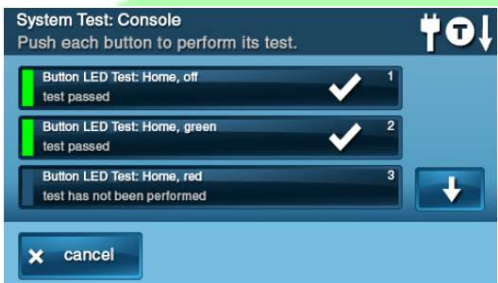 System Test: Console
Push each button to perform its test.
T
Button LED Test: Home, off
1
test passed
Button LED Test: Home, green
2
test passed
Button LED Test: Home, red
3
test has not been performed
cancel